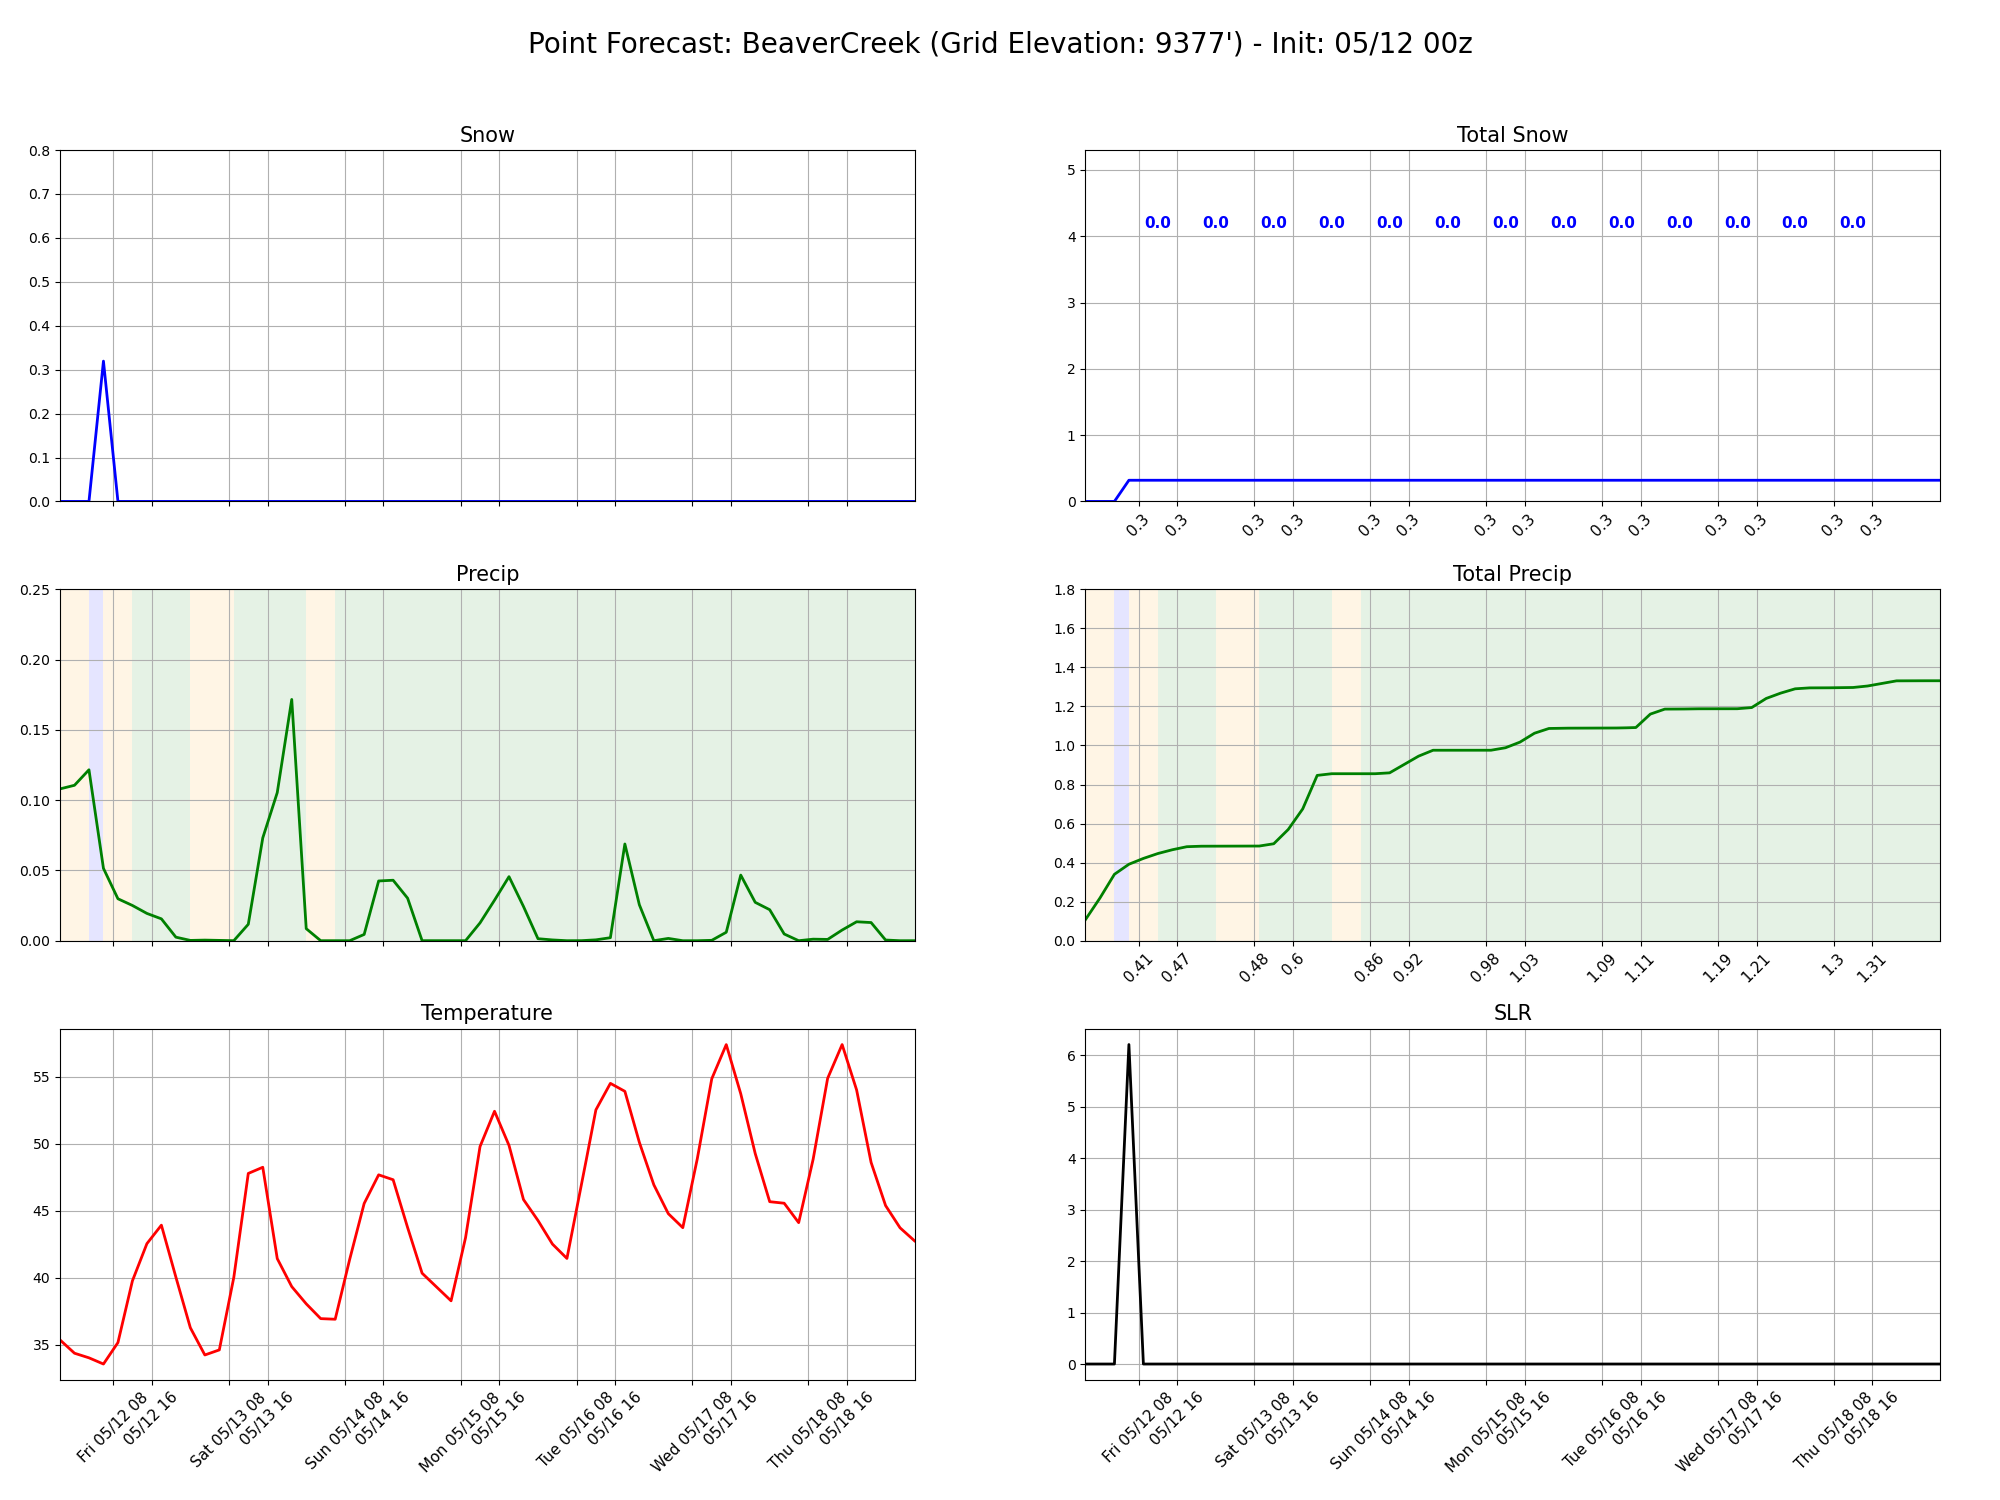 Point Forecast: BeaverCreek (Grid Elevation: 9377') - Init: 05/12 00z
Snow
0.8
0.7
0.6
0.5
0.4
0.3
0.2
0.1
0.0
Total Snow
5
4
3
2
1
0
0.0 0.0 0.0 0.0 0.0 0.0 0.0 0.0 0.0 0.0 0.0 0.0 0.0
0.3 0.3 0.3 0.3 0.3 0.3 0.3 0.3 0.3 0.3 0.3 0.3 0.3 0.3
Precip
0.25
0.20
0.15
0.10
0.05
0.00
Total Precip
1.8
1.6
1.4
1.2
1.0
0.8
0.6
0.4
0.2
0.0
0.41 0.47 0.48 0.6 0.86 0.92 0.98 1.03 1.09 1.11 1.19 1.21 1.3 1.31
Temperature
55
50
45
40
35
Fri 05/12 08
05/12 16
Sat 05/13 08
05/13 16
Sun 05/14 08
05/14 16
Mon 05/15 08
05/15 16
Tue 05/16 08
05/16 16
Wed 05/17 08
05/17 16
Thu 05/18 08
05/18 16
SLR
6
5
4
3
2
1
0
Fri 05/12 08
05/12 16
Sat 05/13 08
05/13 16
Sun 05/14 08
05/14 16
Mon 05/15 08
05/15 16
Tue 05/16 08
05/16 16
Wed 05/17 08
05/17 16
Thu 05/18 08
05/18 16